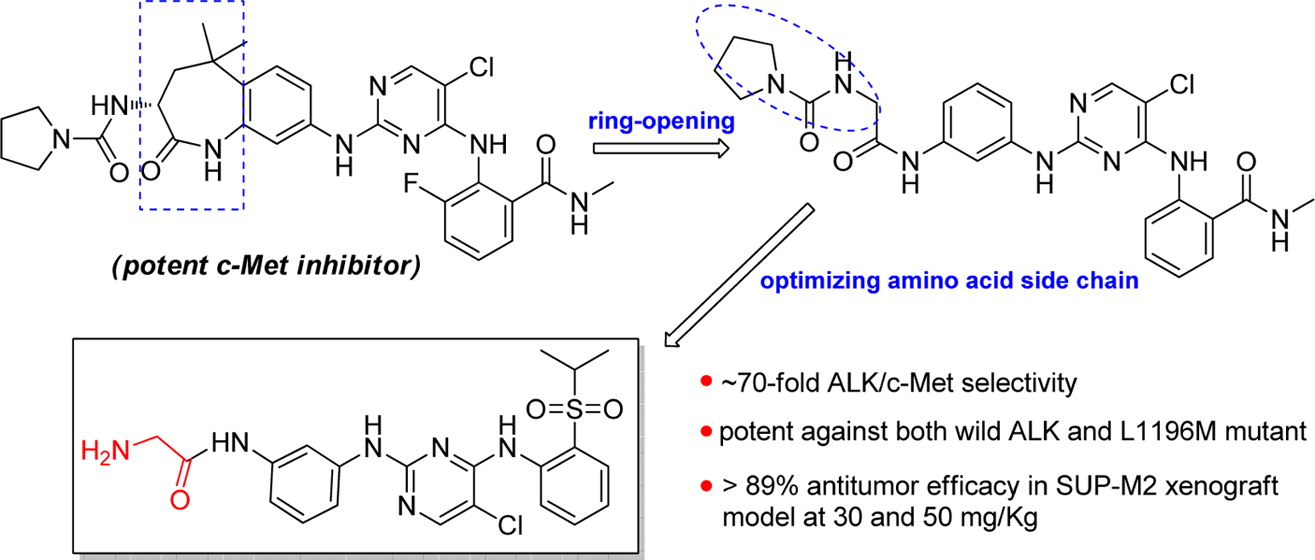 HN
N
O
O
N
H
N
H
N
N
Cl
NH
F
O
N
H
(potent c-Met inhibitor)
ring-opening
N
H
N
O
O
N
H
N
H
N
N
Cl
NH
O
N
H
optimizing amino acid side chain
H₂N
O
HN
H
N
N
N
Cl
H
N
O=S=O
~70-fold ALK/c-Met selectivity
potent against both wild ALK and L1196M mutant
> 89% antitumor efficacy in SUP-M2 xenograft
model at 30 and 50 mg/Kg